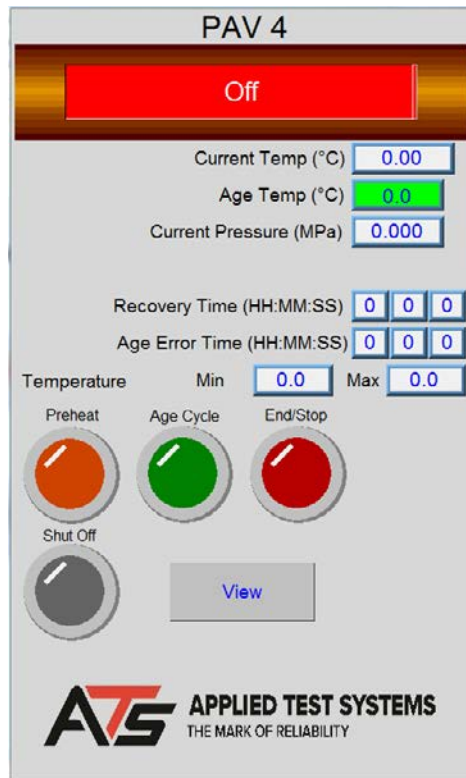 PAV 4
Off
Current Temp (°C) 0.00
Age Temp (°C) 0.0
Current Pressure (MPa) 0.000
Recovery Time (HH:MM:SS) 0 0 0
Age Error Time (HH:MM:SS) 0 0 0
Temperature Min 0.0 Max 0.0
Preheat Age Cycle End/Stop
Shut Off
View
ATS APPLIED TEST SYSTEMS
THE MARK OF RELIABILITY